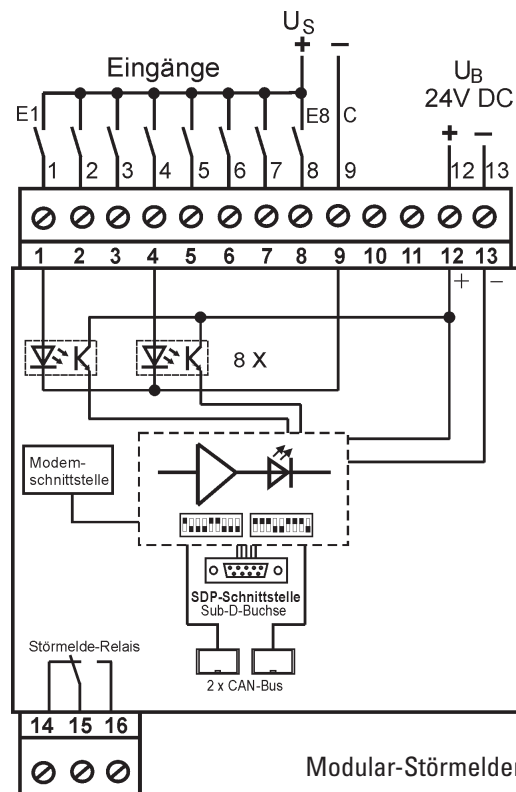 U_S
+ −
Eingänge
U_B
24V DC
+ −
E1 E8 C
1 2 3 4 5 6 7 8 9 12 13
1 2 3 4 5 6 7 8 9 10 11 12 13
+ −
8 X
Modem-
schnittstelle
SDP-Schnittstelle
Sub-D-Buchse
Störmelde-Relais
2 x CAN-Bus
14 15 16
Modular-Störmelder